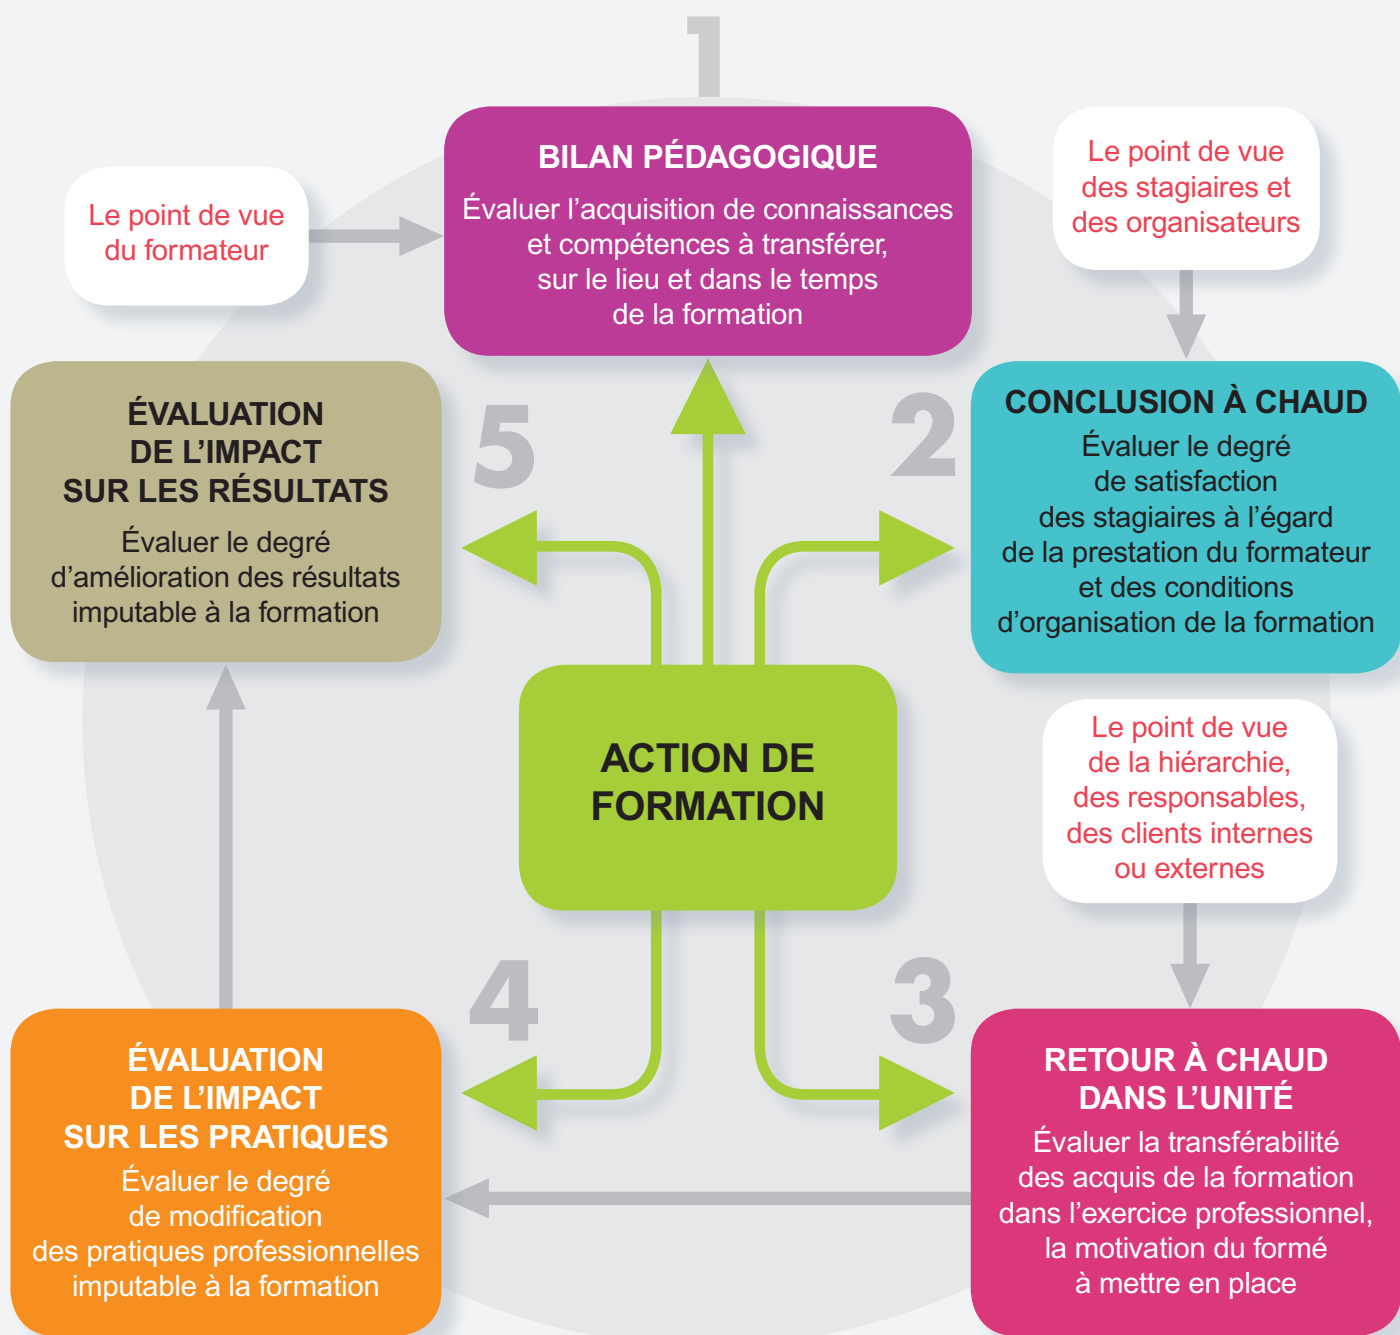 1
BILAN PÉDAGOGIQUE
Évaluer l’acquisition de connaissances
et compétences à transférer,
sur le lieu et dans le temps
de la formation
Le point de vue
du formateur
Le point de vue
des stagiaires et
des organisateurs
2
CONCLUSION À CHAUD
Évaluer le degré
de satisfaction
des stagiaires à l’égard
de la prestation du formateur
et des conditions
d’organisation de la formation
5
ÉVALUATION
DE L’IMPACT
SUR LES RÉSULTATS
Évaluer le degré
d’amélioration des résultats
imputable à la formation
ACTION DE
FORMATION
Le point de vue
de la hiérarchie,
des responsables,
des clients internes
ou externes
3
RETOUR À CHAUD
DANS L’UNITÉ
Évaluer la transférabilité
des acquis de la formation
dans l’exercice professionnel,
la motivation du formé
à mettre en place
4
ÉVALUATION
DE L’IMPACT
SUR LES PRATIQUES
Évaluer le degré
de modification
des pratiques professionnelles
imputable à la formation